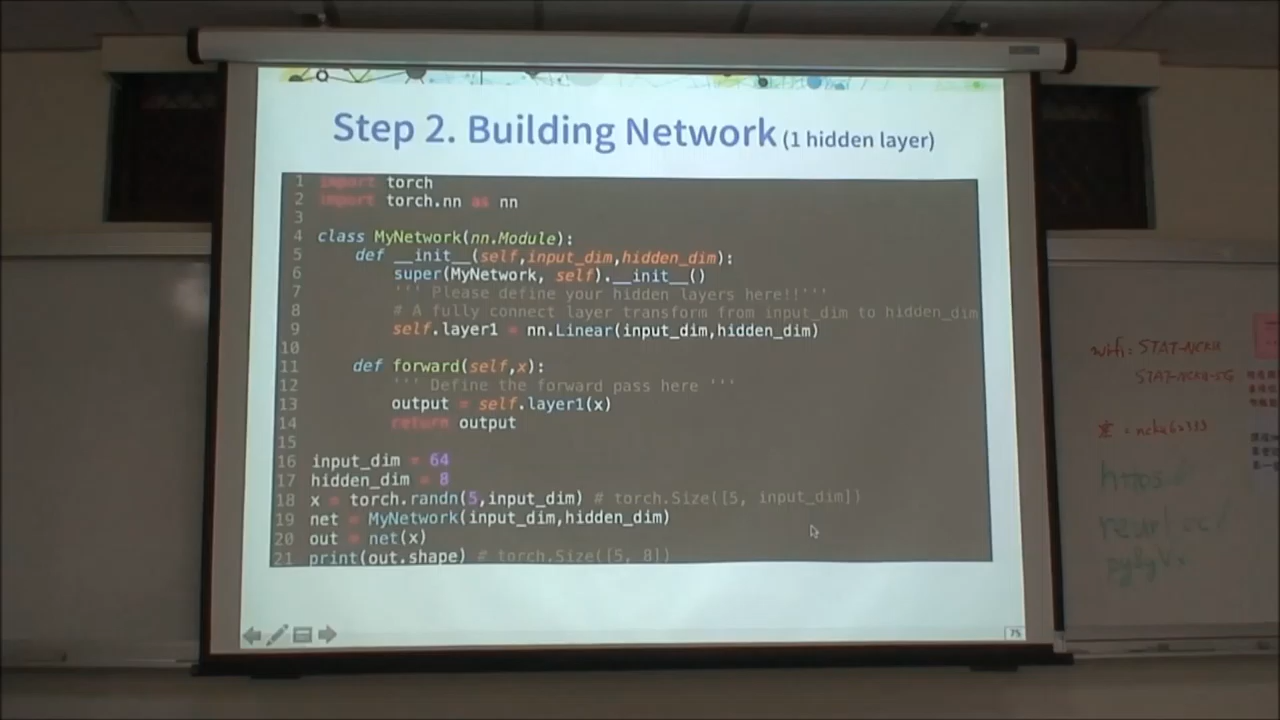 Step 2. Building Network (1 hidden layer)
1 import torch
2 import torch.nn as nn
3
4 class MyNetwork(nn.Module):
5 def __init__(self,input_dim,hidden_dim):
6 super(MyNetwork, self).__init__()
7 ''' Please define your hidden layers here!!'''
8 # A fully connect layer transform from input_dim to hidden_dim
9 self.layer1 = nn.Linear(input_dim,hidden_dim)
10
11 def forward(self,x):
12 ''' Define the forward pass here '''
13 output = self.layer1(x)
14 return output
15
16 input_dim = 64
17 hidden_dim = 8
18 x = torch.randn(5,input_dim) # torch.Size([5, input_dim])
19 net = MyNetwork(input_dim,hidden_dim)
20 out = net(x)
21 print(out.shape) # torch.Size([5, 8])
75
wifi: STAT-NCKU
STAT-NCKU-5G